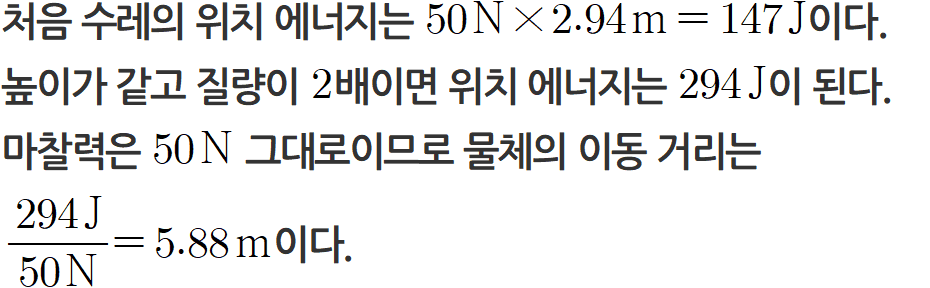 처음 수레의 위치 에너지는 50 N × 2.94 m = 147 J이다.
높이가 같고 질량이 2배이면 위치 에너지는 294 J이 된다.
마찰력은 50 N 그대로이므로 물체의 이동 거리는
294 J
50 N
= 5.88 m이다.